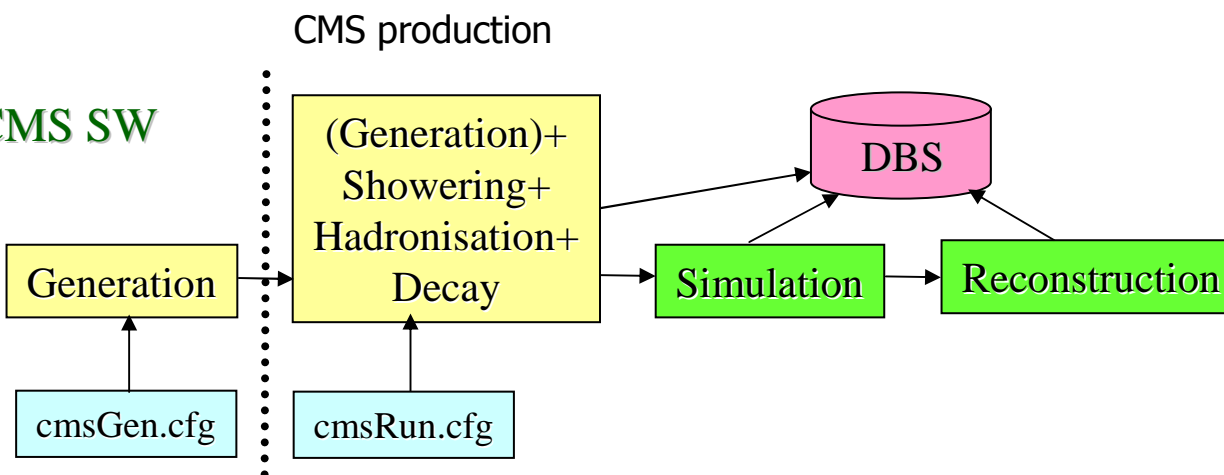 CMS production
CMS SW
(Generation)+
Showering+
Hadronisation+
Decay
DBS
Generation
Simulation
Reconstruction
cmsGen.cfg
cmsRun.cfg